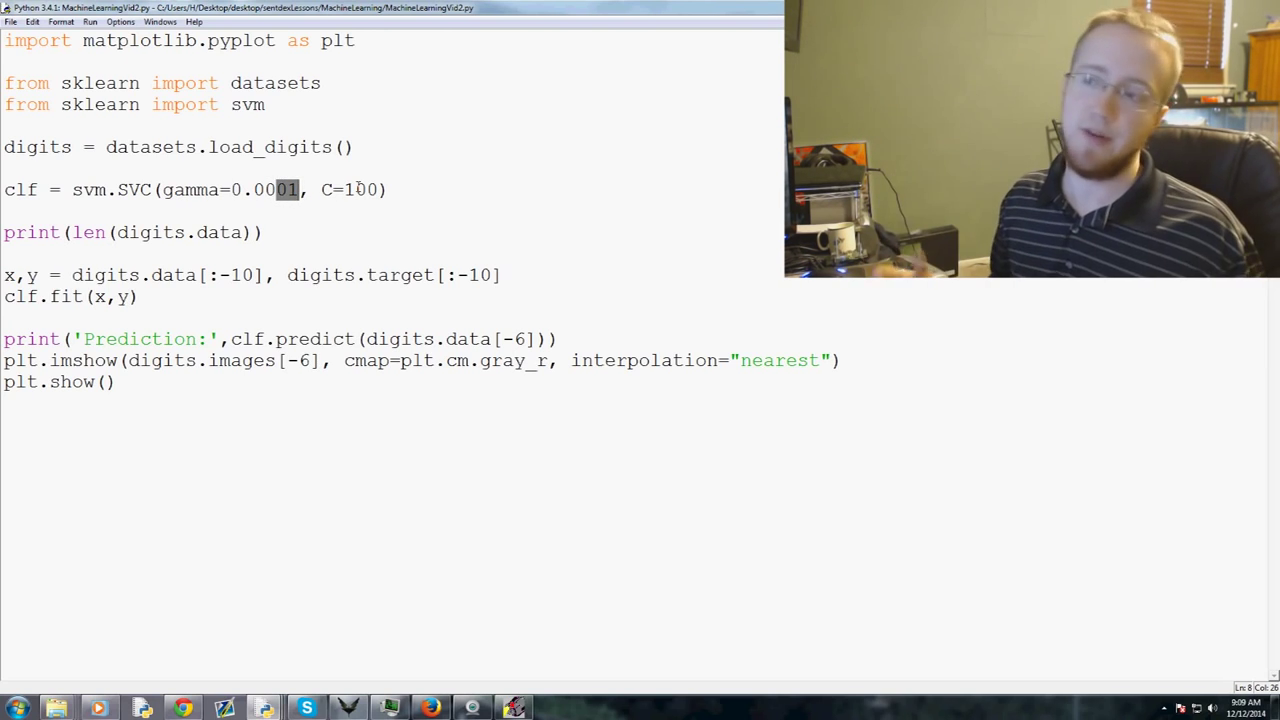 Python 3.4.1: MachineLearningVid2.py - C:/Users/H/Desktop/desktop/sentdexLessons/MachineLearning/MachineLearningVid2.py
File Edit Format Run Options Windows Help
import matplotlib.pyplot as plt
from sklearn import datasets
from sklearn import svm
digits = datasets.load_digits()
clf = svm.SVC(gamma=0.0001, C=100)
print(len(digits.data))
x,y = digits.data[:-10], digits.target[:-10]
clf.fit(x,y)
print('Prediction:',clf.predict(digits.data[-6]))
plt.imshow(digits.images[-6], cmap=plt.cm.gray_r, interpolation="nearest")
plt.show()
Ln: 8 Col: 26
9:09 AM
12/12/2014